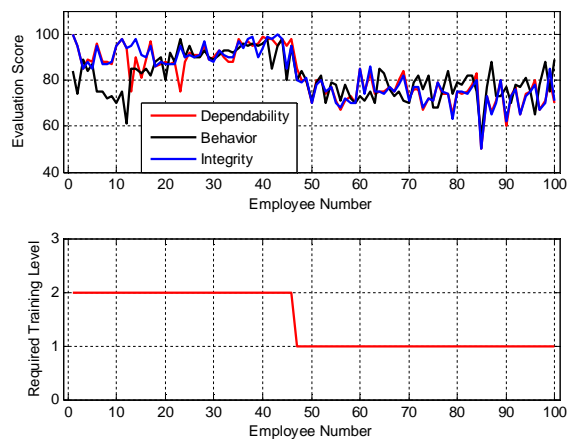 100
80
60
40
Evaluation Score
Dependability
Behavior
Integrity
0 10 20 30 40 50 60 70 80 90 100
Employee Number
3
2
1
0
Required Training Level
0 10 20 30 40 50 60 70 80 90 100
Employee Number